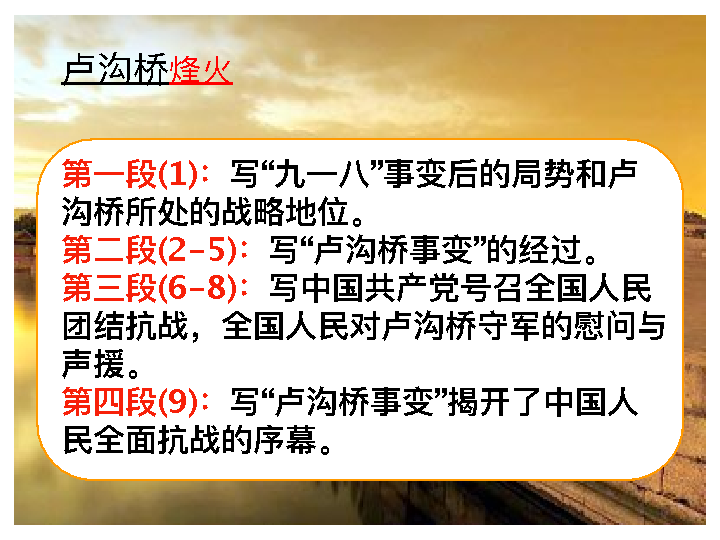 卢沟桥烽火
第一段(1)：写“九一八”事变后的局势和卢
沟桥所处的战略地位。
第二段(2-5)：写“卢沟桥事变”的经过。
第三段(6-8)：写中国共产党号召全国人民
团结抗战，全国人民对卢沟桥守军的慰问与
声援。
第四段(9)：写“卢沟桥事变”揭开了中国人
民全面抗战的序幕。